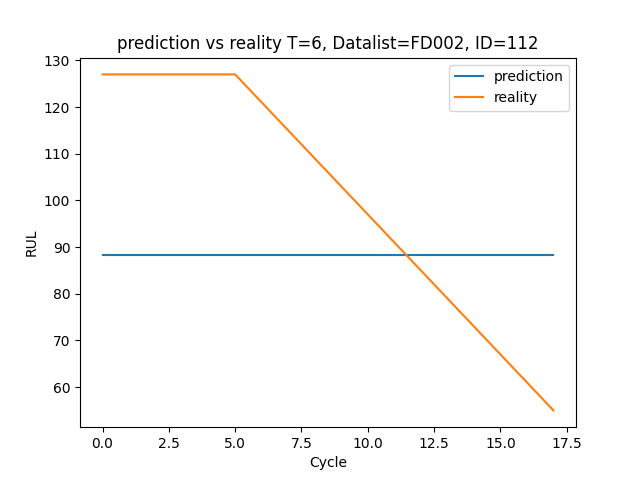 prediction vs reality T=6, Datalist=FD002, ID=112
130
120
110
100
90
80
70
60
RUL
prediction
reality
0.0 2.5 5.0 7.5 10.0 12.5 15.0 17.5
Cycle